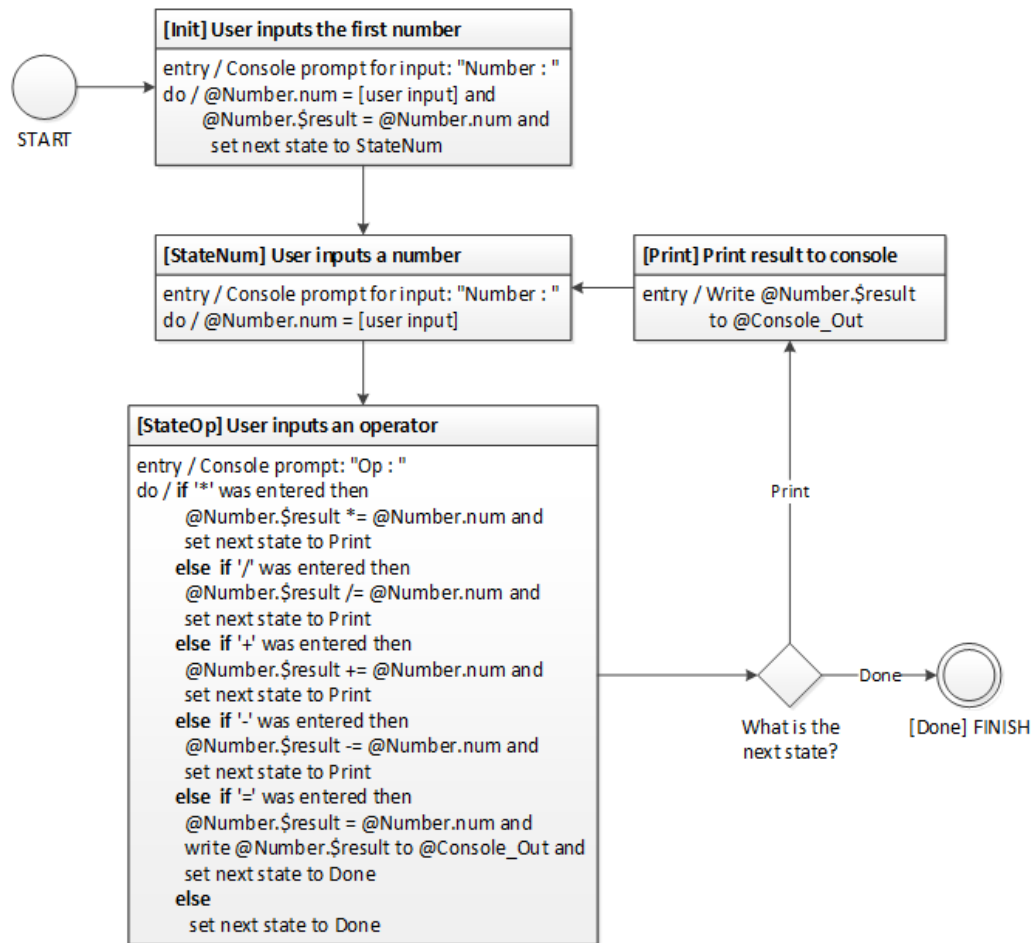 [Init] User inputs the first number
entry / Console prompt for input: "Number : "
do / @Number.num = [user input] and
@Number.$result = @Number.num and
set next state to StateNum
START
[StateNum] User inputs a number
entry / Console prompt for input: "Number : "
do / @Number.num = [user input]
[Print] Print result to console
entry / Write @Number.$result
to @Console_Out
[StateOp] User inputs an operator
entry / Console prompt: "Op : "
do / if '*' was entered then
@Number.$result *= @Number.num and
set next state to Print
else if '/' was entered then
@Number.$result /= @Number.num and
set next state to Print
else if '+' was entered then
@Number.$result += @Number.num and
set next state to Print
else if '-' was entered then
@Number.$result -= @Number.num and
set next state to Print
else if '=' was entered then
@Number.$result = @Number.num and
write @Number.$result to @Console_Out and
set next state to Done
else
set next state to Done
Print
Done
What is the
next state?
[Done] FINISH